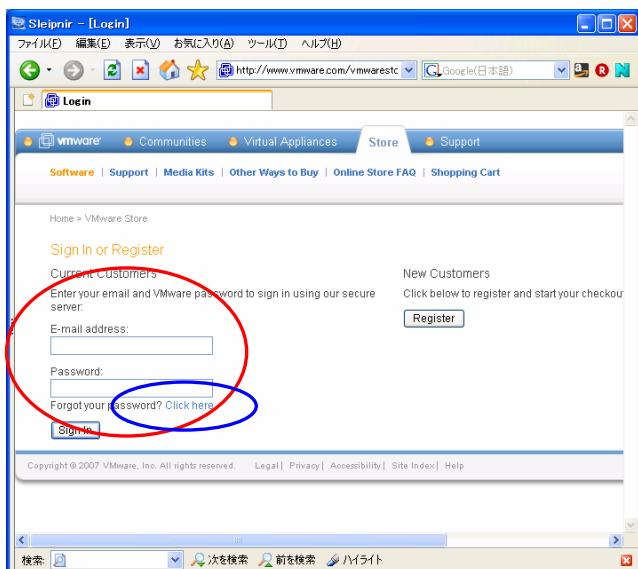 Sleipnir - [Login]
ファイル(F) 編集(E) 表示(V) お気に入り(A) ツール(T) ヘルプ(H)
http://www.vmware.com/vmwarestc Google(日本語)
Login
vmware Communities Virtual Appliances Store Support
Software | Support | Media Kits | Other Ways to Buy | Online Store FAQ | Shopping Cart
Home > VMware Store
Sign In or Register
Current Customers
Enter your email and VMware password to sign in using our secure
server:
E-mail address:
Password:
Forgot your password? Click here
Sign In
New Customers
Click below to register and start your checkou
Register
Copyright © 2007 VMware, Inc. All rights reserved. Legal | Privacy | Accessibility | Site Index | Help
検索: 次を検索 前を検索 ハイライト